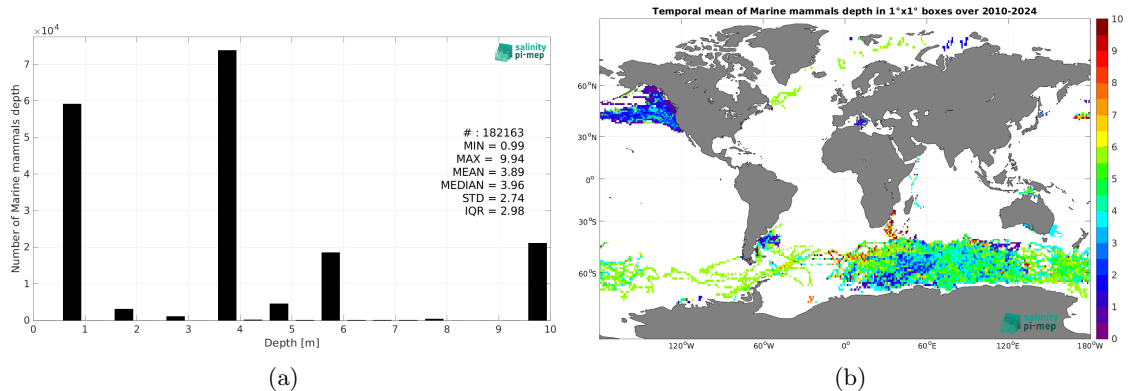 ×10⁴
7
6
5
4
3
2
1
0
Number of Marine mammals depth
salinity
pi-mep
# : 182163
MIN = 0.99
MAX = 9.94
MEAN = 3.89
MEDIAN = 3.96
STD = 2.74
IQR = 2.98
0 1 2 3 4 5 6 7 8 9 10
Depth [m]
(a)
Temporal mean of Marine mammals depth in 1°x1° boxes over 2010-2024
60°N
30°N
0°
30°S
60°S
120°W 60°W 0° 60°E 120°E 180°W
salinity
pi-mep
10
9
8
7
6
5
4
3
2
1
0
(b)